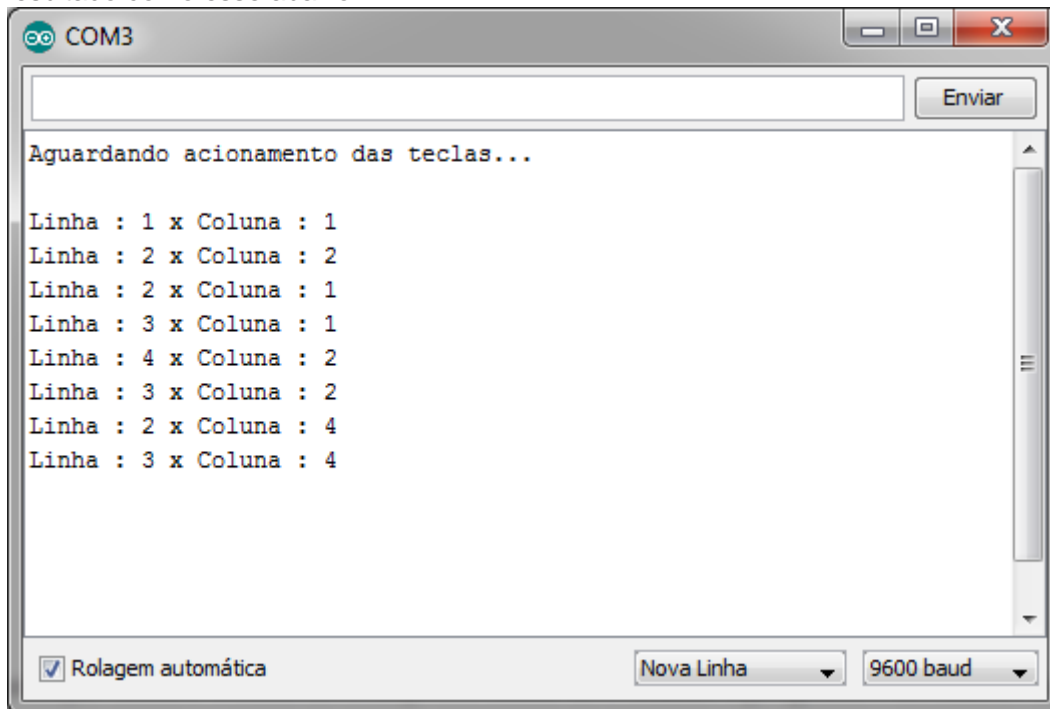 COM3
Enviar
Aguardando acionamento das teclas...
Linha : 1 x Coluna : 1
Linha : 2 x Coluna : 2
Linha : 2 x Coluna : 1
Linha : 3 x Coluna : 1
Linha : 4 x Coluna : 2
Linha : 3 x Coluna : 2
Linha : 2 x Coluna : 4
Linha : 3 x Coluna : 4
Rolagem automática
Nova Linha
9600 baud